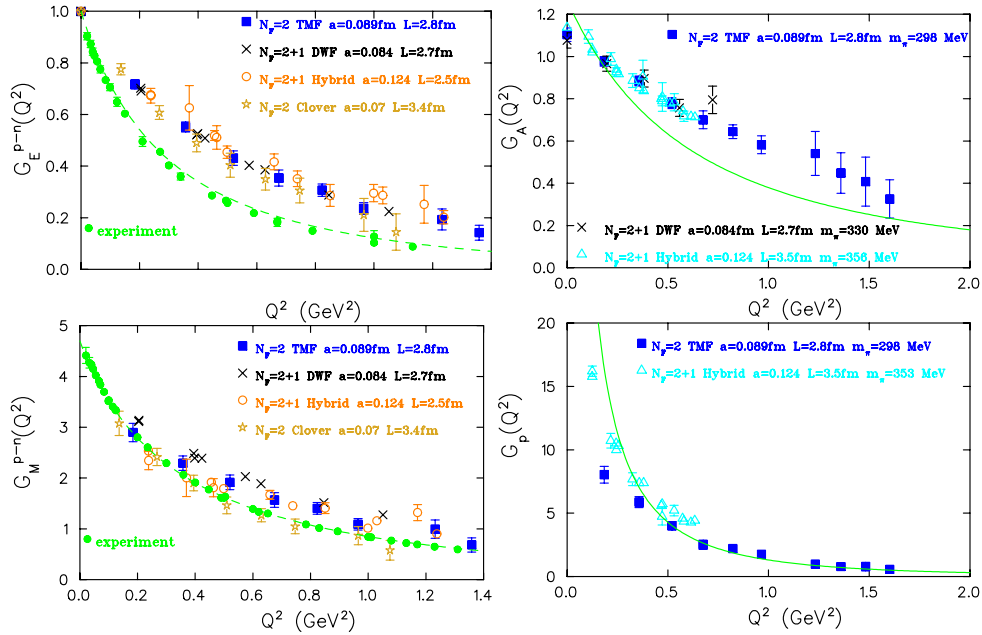 G_E^{p-n}(Q²)
1.0
0.8
0.6
0.4
0.2
0.0
N_F=2 TMF a=0.089fm L=2.8fm
N_F=2+1 DWF a=0.084 L=2.7fm
N_F=2+1 Hybrid a=0.124 L=2.5fm
N_F=2 Clover a=0.07 L=3.4fm
experiment
Q² (GeV²)
G_A(Q²)
1.2
1.0
0.8
0.6
0.4
0.2
0.0
N_F=2 TMF a=0.089fm L=2.8fm m_π=298 MeV
N_F=2+1 DWF a=0.084fm L=2.7fm m_π=330 MeV
N_F=2+1 Hybrid a=0.124 L=3.5fm m_π=356 MeV
0.0 0.5 1.0 1.5 2.0
Q² (GeV²)
G_M^{p-n}(Q²)
5
4
3
2
1
0
N_F=2 TMF a=0.089fm L=2.8fm
N_F=2+1 DWF a=0.084 L=2.7fm
N_F=2+1 Hybrid a=0.124 L=2.5fm
N_F=2 Clover a=0.07 L=3.4fm
experiment
0.0 0.2 0.4 0.6 0.8 1.0 1.2 1.4
Q² (GeV²)
G_p(Q²)
20
15
10
5
0
N_F=2 TMF a=0.089fm L=2.8fm m_π=298 MeV
N_F=2+1 Hybrid a=0.124 L=3.5fm m_π=353 MeV
0.0 0.5 1.0 1.5 2.0
Q² (GeV²)